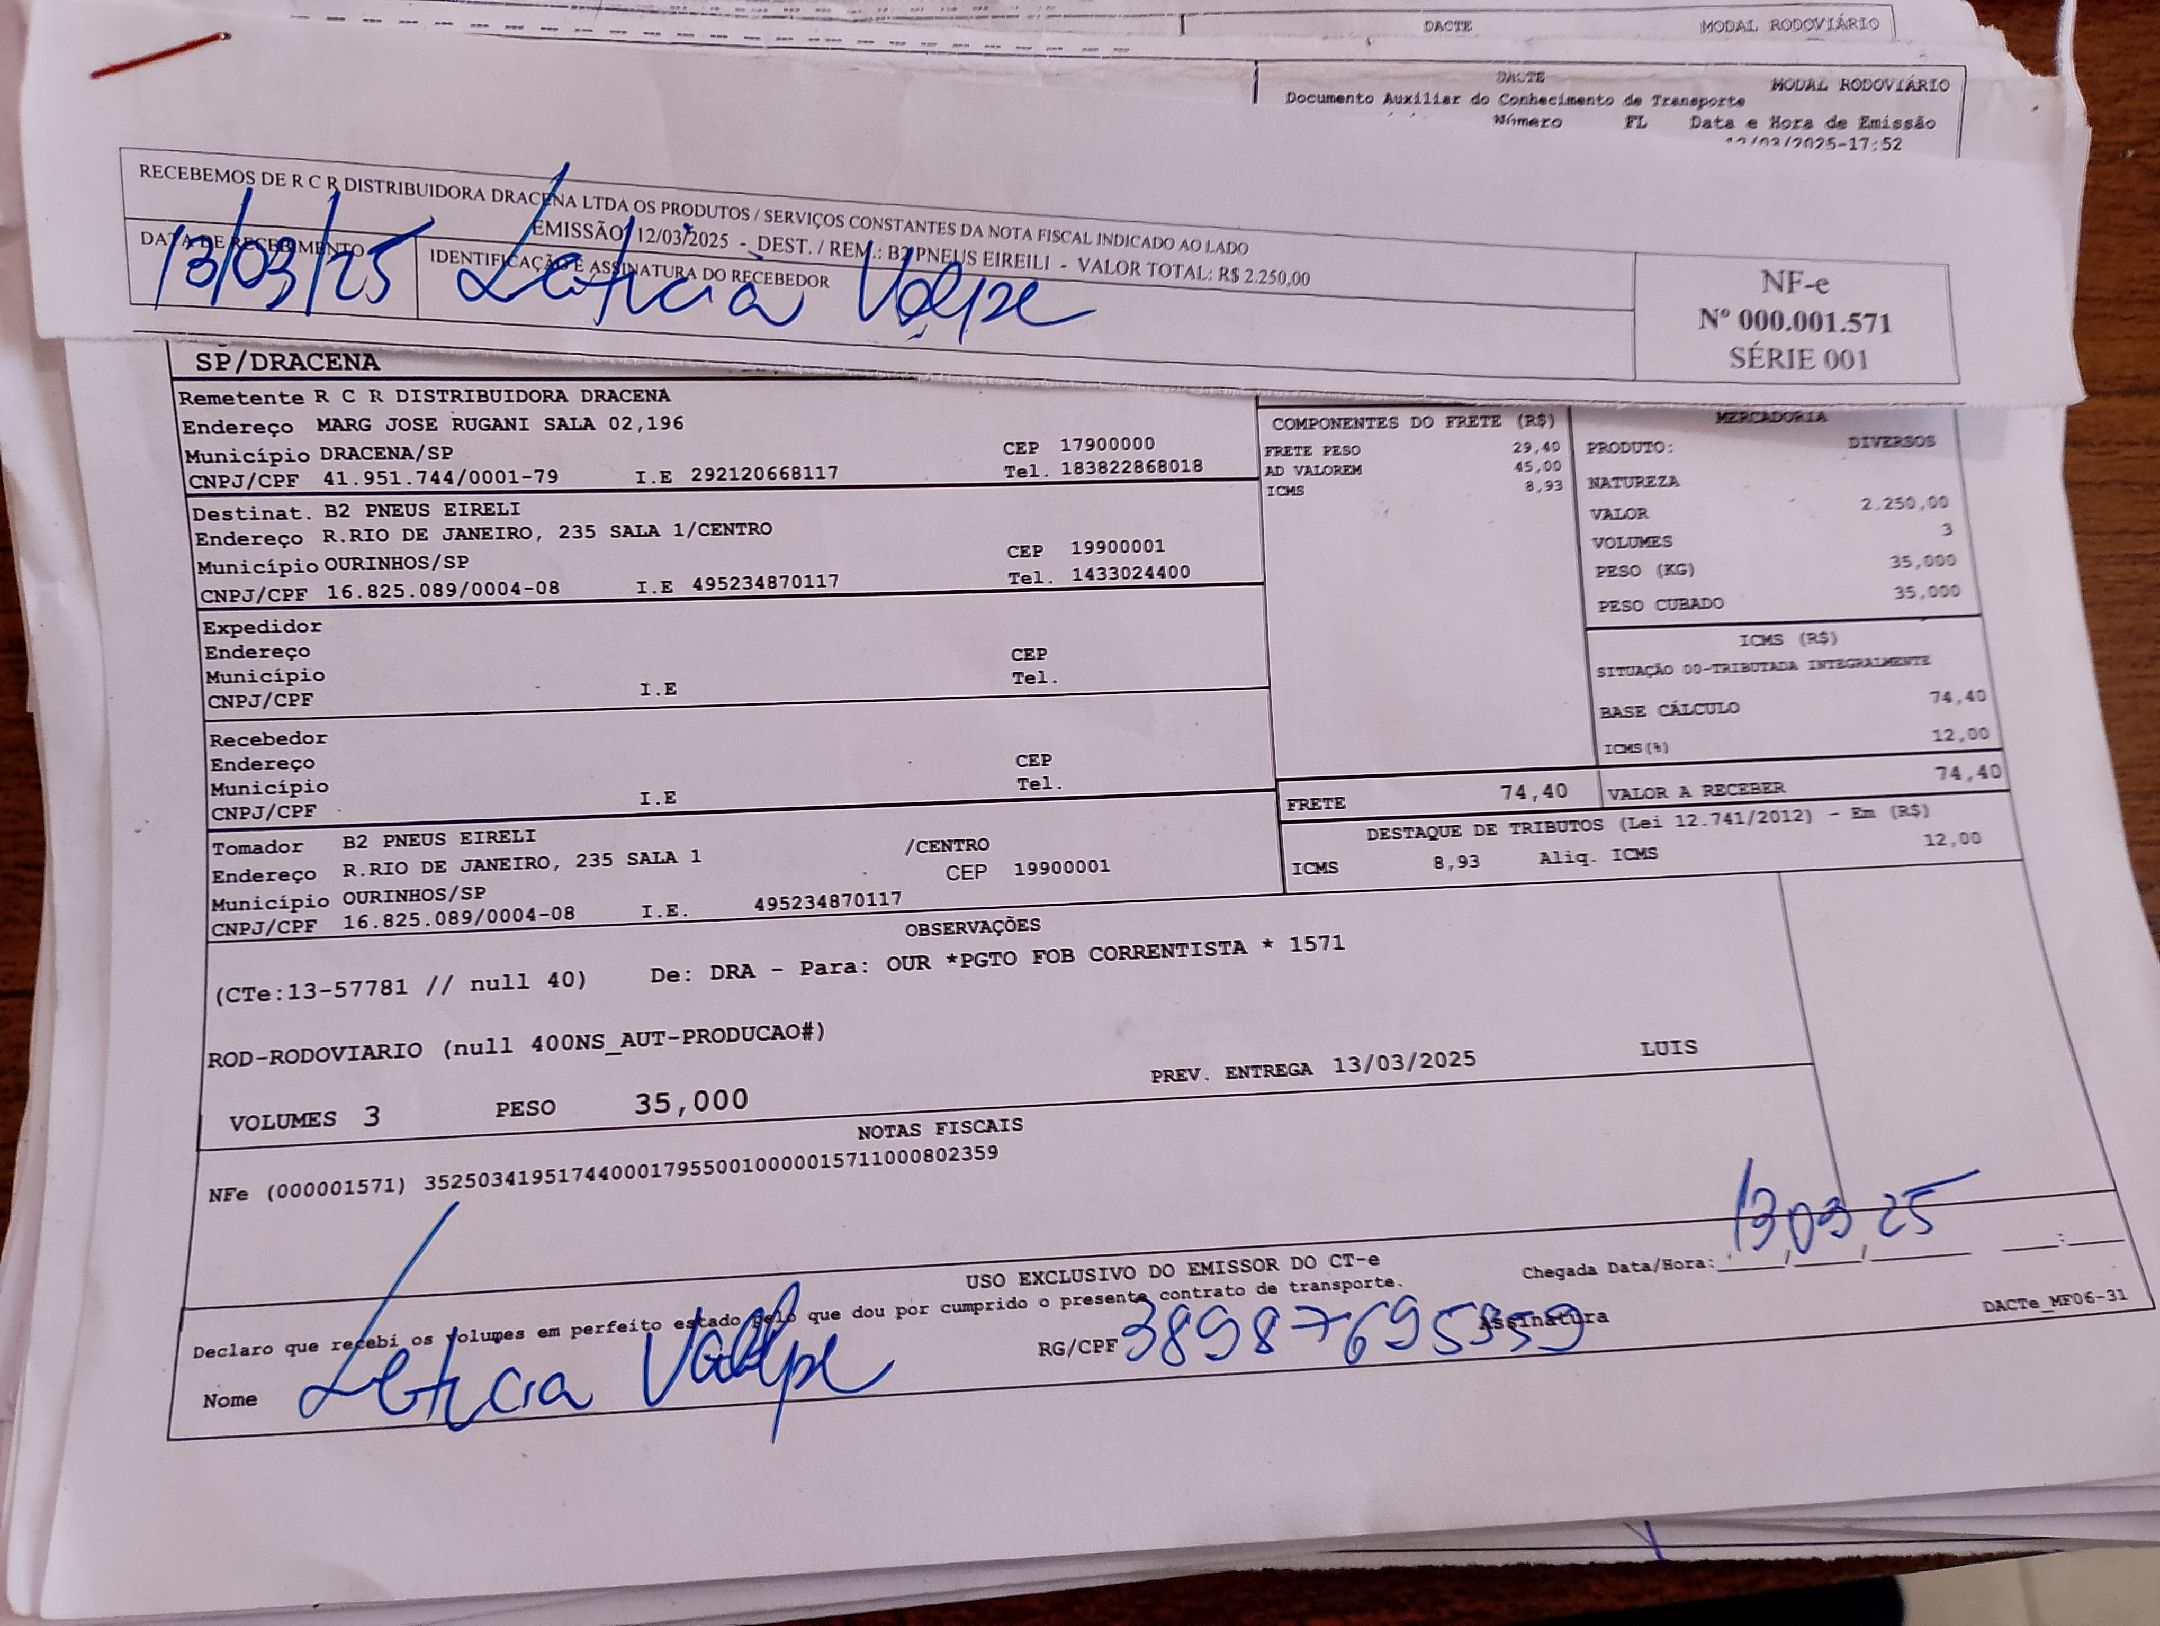 DACTE MODAL RODOVIÁRIO
DACTE MODAL RODOVIÁRIO
Documento Auxiliar do Conhecimento de Transporte
Número FL Data e Hora de Emissão
12/03/2025-17:52
RECEBEMOS DE R C R DISTRIBUIDORA DRACENA LTDA OS PRODUTOS / SERVIÇOS CONSTANTES DA NOTA FISCAL INDICADO AO LADO
EMISSÃO 12/03/2025 - DEST. / REM.: B2 PNEUS EIREILI - VALOR TOTAL: R$ 2.250,00
DATA DE RECEBIMENTO
13/03/25
IDENTIFICAÇÃO E ASSINATURA DO RECEBEDOR
Letícia Volpe
NF-e
Nº 000.001.571
SÉRIE 001
SP/DRACENA
Remetente R C R DISTRIBUIDORA DRACENA
Endereço MARG JOSE RUGANI SALA 02,196
Município DRACENA/SP CEP 17900000
CNPJ/CPF 41.951.744/0001-79 I.E 292120668117 Tel. 183822868018
Destinat. B2 PNEUS EIRELI
Endereço R.RIO DE JANEIRO, 235 SALA 1/CENTRO
Município OURINHOS/SP CEP 19900001
CNPJ/CPF 16.825.089/0004-08 I.E 495234870117 Tel. 1433024400
Expedidor
Endereço
Município CEP
CNPJ/CPF I.E Tel.
Recebedor
Endereço
Município CEP
CNPJ/CPF I.E Tel.
Tomador B2 PNEUS EIRELI
Endereço R.RIO DE JANEIRO, 235 SALA 1 /CENTRO
Município OURINHOS/SP CEP 19900001
CNPJ/CPF 16.825.089/0004-08 I.E. 495234870117
COMPONENTES DO FRETE (R$)
FRETE PESO 29,40
AD VALOREM 45,00
ICMS 8,93
MERCADORIA
PRODUTO: DIVERSOS
NATUREZA
VALOR 2.250,00
VOLUMES 3
PESO (KG) 35,000
PESO CUBADO 35,000
ICMS (R$)
SITUAÇÃO 00-TRIBUTADA INTEGRALMENTE
BASE CÁLCULO 74,40
ICMS(%) 12,00
FRETE 74,40 VALOR A RECEBER 74,40
DESTAQUE DE TRIBUTOS (Lei 12.741/2012) - Em (R$)
ICMS 8,93 Aliq. ICMS 12,00
OBSERVAÇÕES
(CTe:13-57781 // null 40) De: DRA - Para: OUR *PGTO FOB CORRENTISTA * 1571
ROD-RODOVIARIO (null 400NS_AUT-PRODUCAO#)
VOLUMES 3 PESO 35,000 PREV. ENTREGA 13/03/2025 LUIS
NOTAS FISCAIS
NFe (000001571) 35250341951744000179550010000015711000802359
USO EXCLUSIVO DO EMISSOR DO CT-e
Declaro que recebi os volumes em perfeito estado pelo que dou por cumprido o presente contrato de transporte.
Chegada Data/Hora: 13/03/25 __:__
Nome Letícia Volpe RG/CPF Assinatura
DACTe_MF06-31